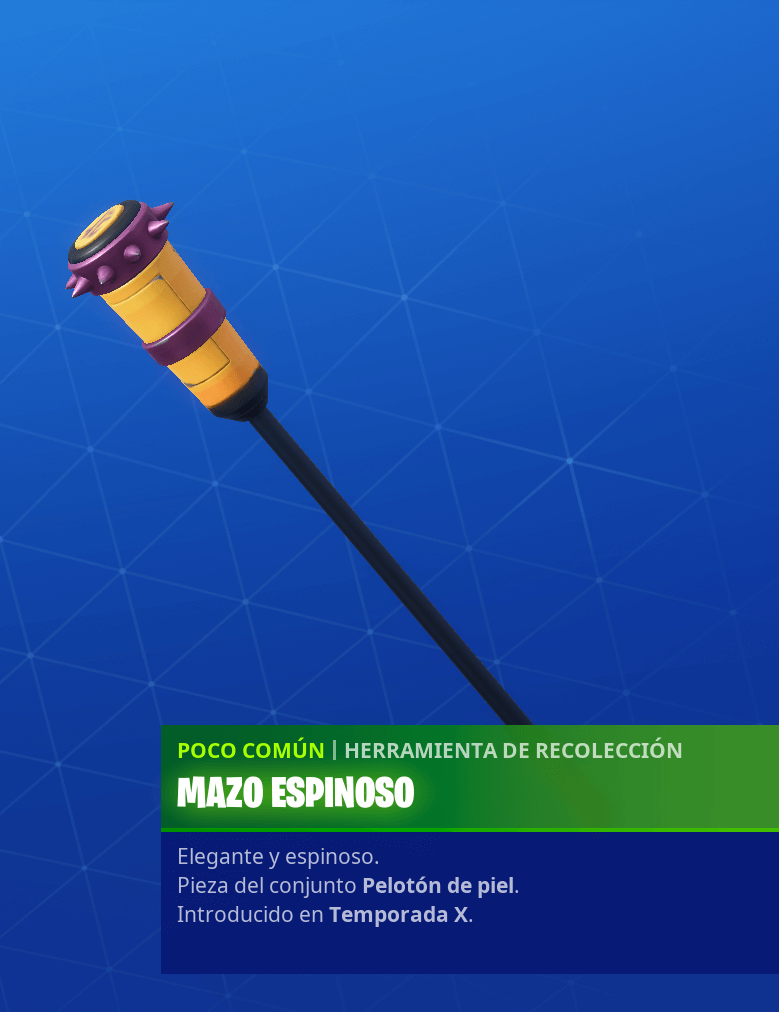 POCO COMÚN | HERRAMIENTA DE RECOLECCIÓN
MAZO ESPINOSO
Elegante y espinoso.
Pieza del conjunto Pelotón de piel.
Introducido en Temporada X.